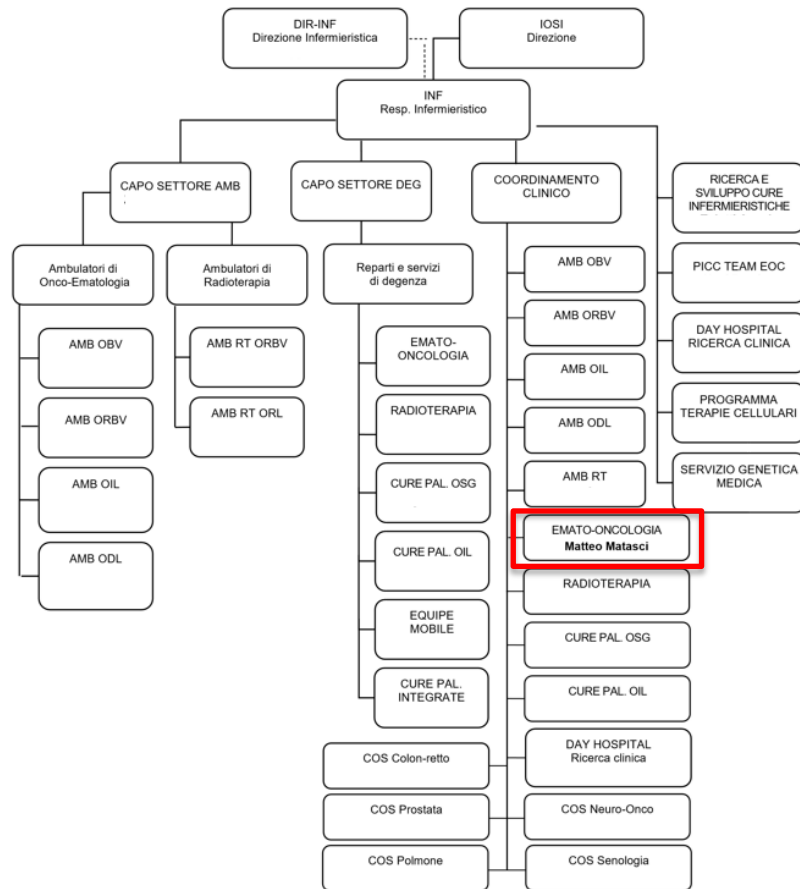 DIR-INF
Direzione Infermieristica
IOSI
Direzione
INF
Resp. Infermieristico
CAPO SETTORE AMB
CAPO SETTORE DEG
COORDINAMENTO
CLINICO
RICERCA E
SVILUPPO CURE
INFERMIERISTICHE
Ambulatori di
Onco-Ematologia
Ambulatori di
Radioterapia
Reparti e servizi
di degenza
AMB OBV
AMB ORBV
AMB OIL
AMB ODL
AMB RT ORBV
AMB RT ORL
EMATO-
ONCOLOGIA
RADIOTERAPIA
CURE PAL. OSG
CURE PAL. OIL
EQUIPE
MOBILE
CURE PAL.
INTEGRATE
AMB OBV
AMB ORBV
AMB OIL
AMB ODL
AMB RT
EMATO-ONCOLOGIA
Matteo Matasci
RADIOTERAPIA
CURE PAL. OSG
CURE PAL. OIL
DAY HOSPITAL
Ricerca clinica
COS Colon-retto
COS Prostata
COS Neuro-Onco
COS Polmone
COS Senologia
PICC TEAM EOC
DAY HOSPITAL
RICERCA CLINICA
PROGRAMMA
TERAPIE CELLULARI
SERVIZIO GENETICA
MEDICA